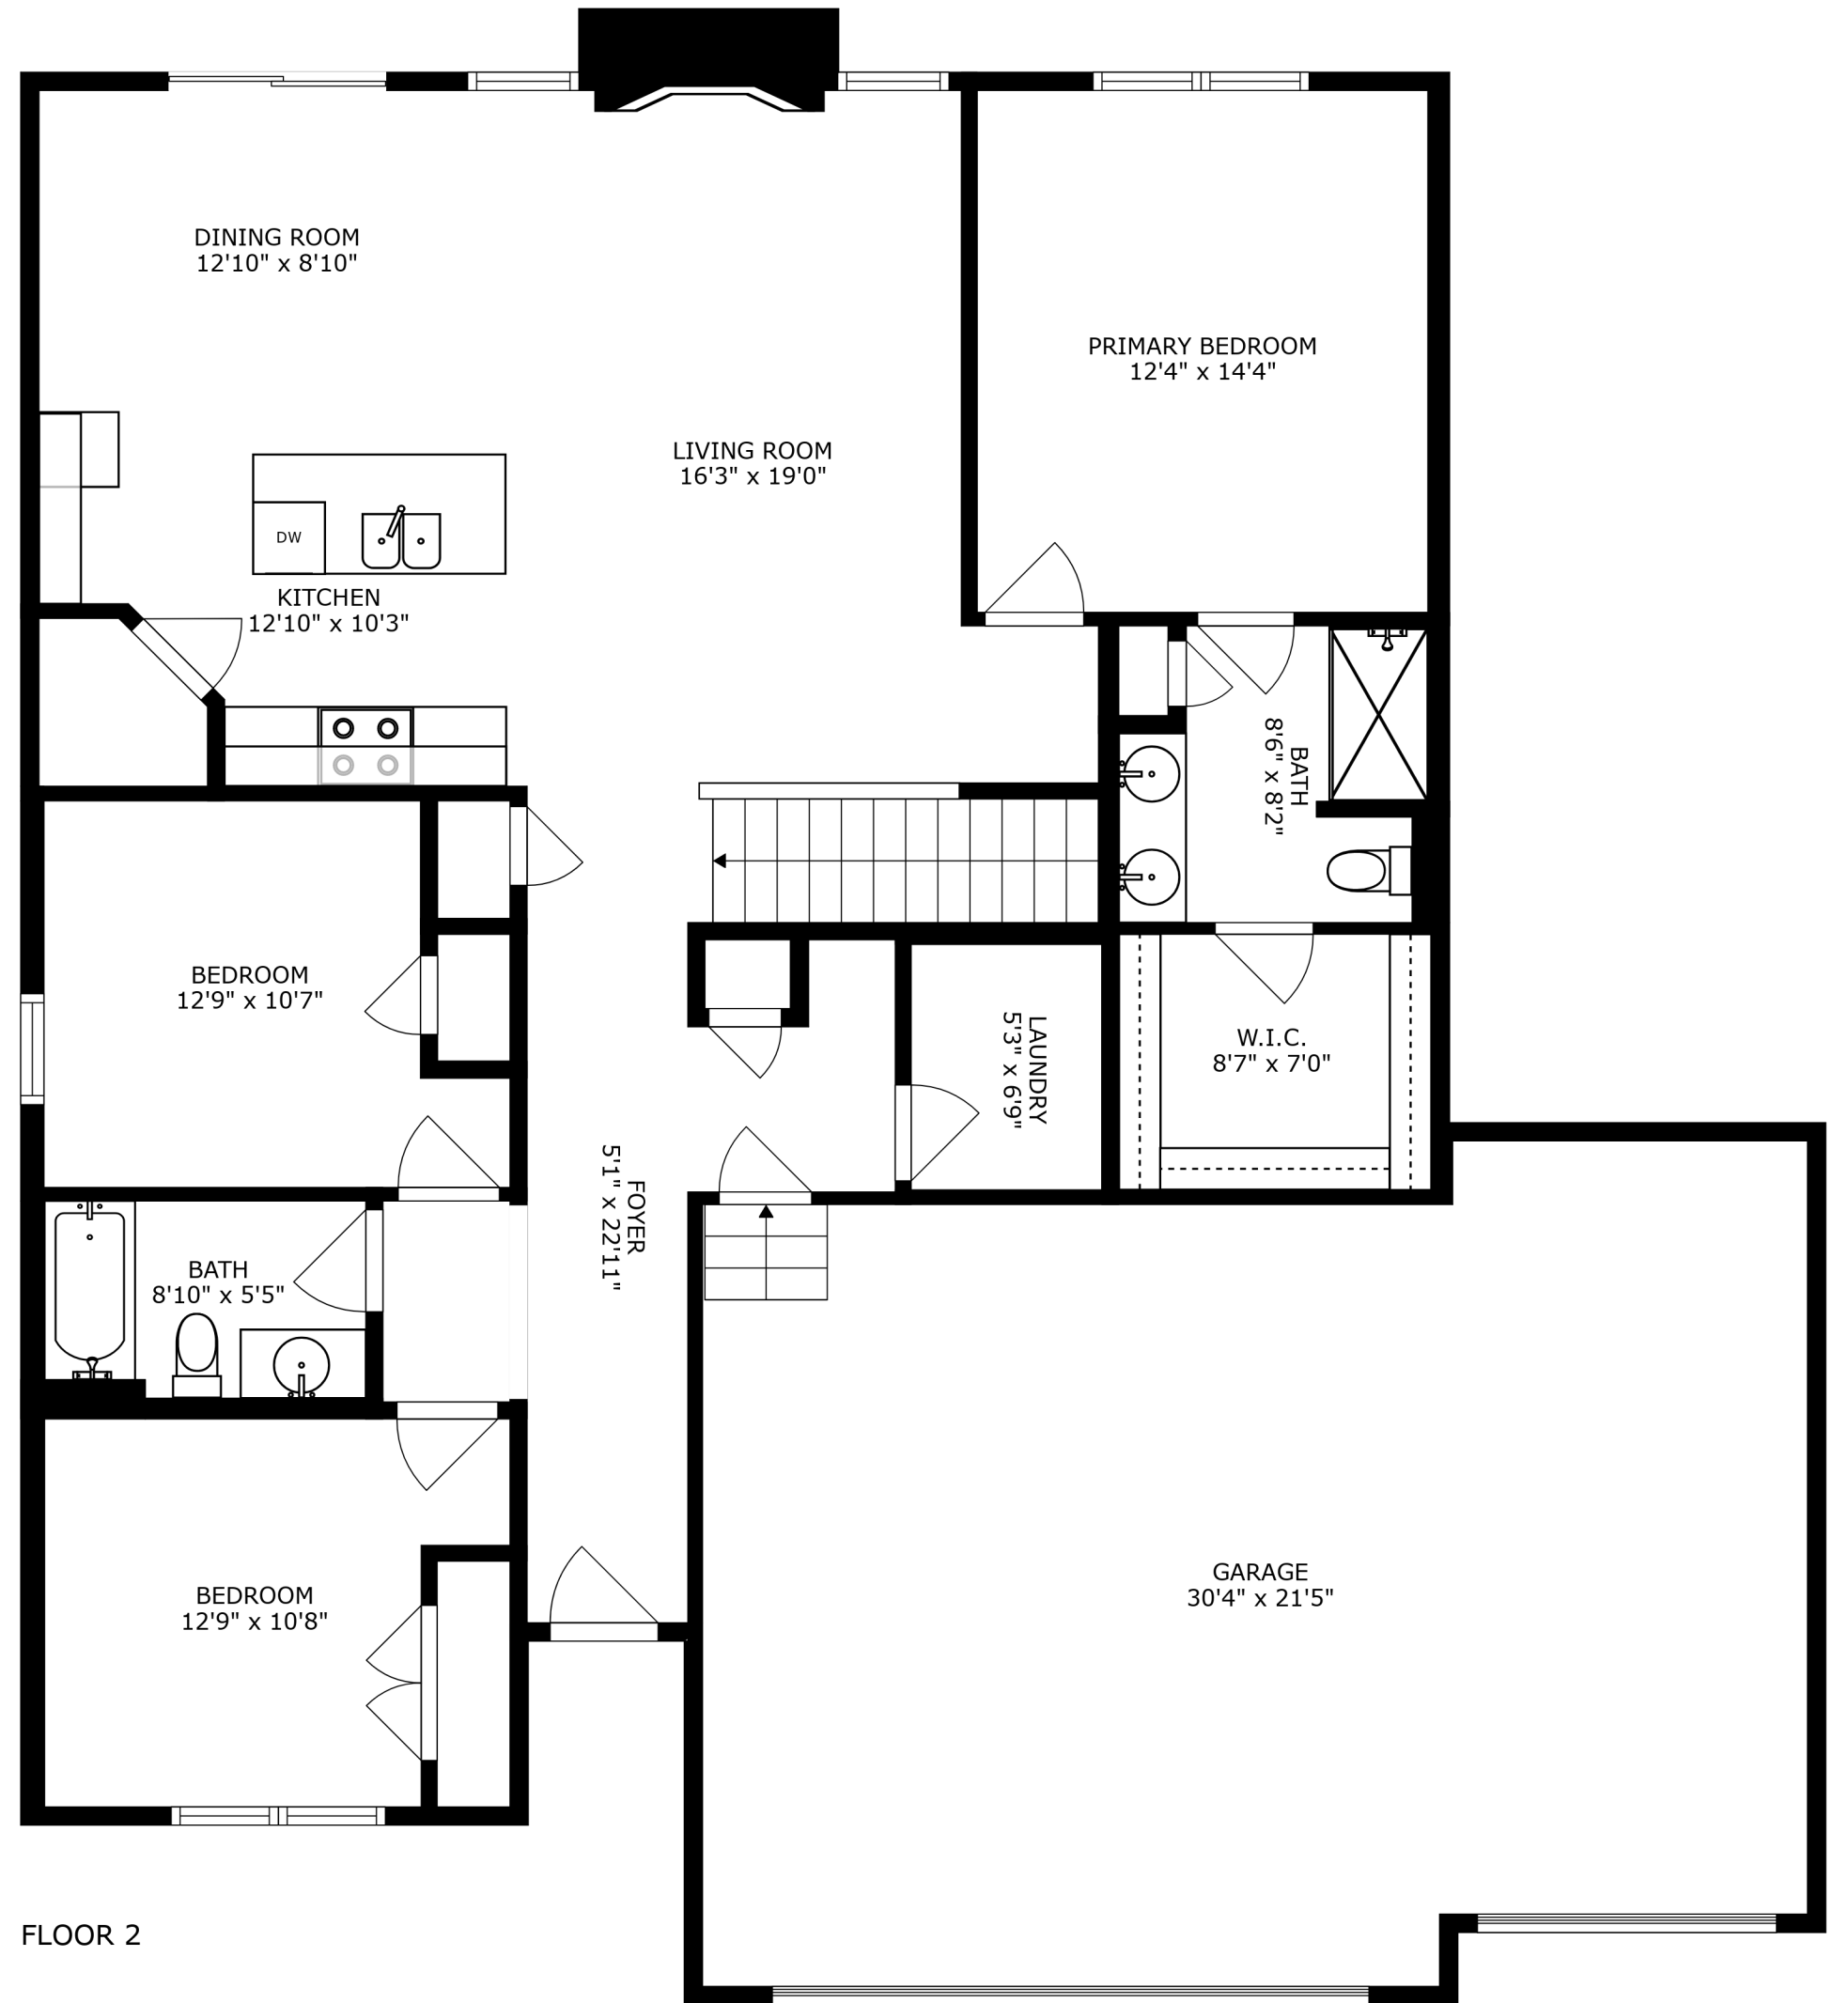 DINING ROOM
12'10" x 8'10"
PRIMARY BEDROOM
12'4" x 14'4"
LIVING ROOM
16'3" x 19'0"
DW
KITCHEN
12'10" x 10'3"
BATH
8'6" x 8'2"
BEDROOM
12'9" x 10'7"
LAUNDRY
5'3" x 6'9"
W.I.C.
8'7" x 7'0"
FOYER
5'1" x 22'11"
BATH
8'10" x 5'5"
BEDROOM
12'9" x 10'8"
GARAGE
30'4" x 21'5"
FLOOR 2